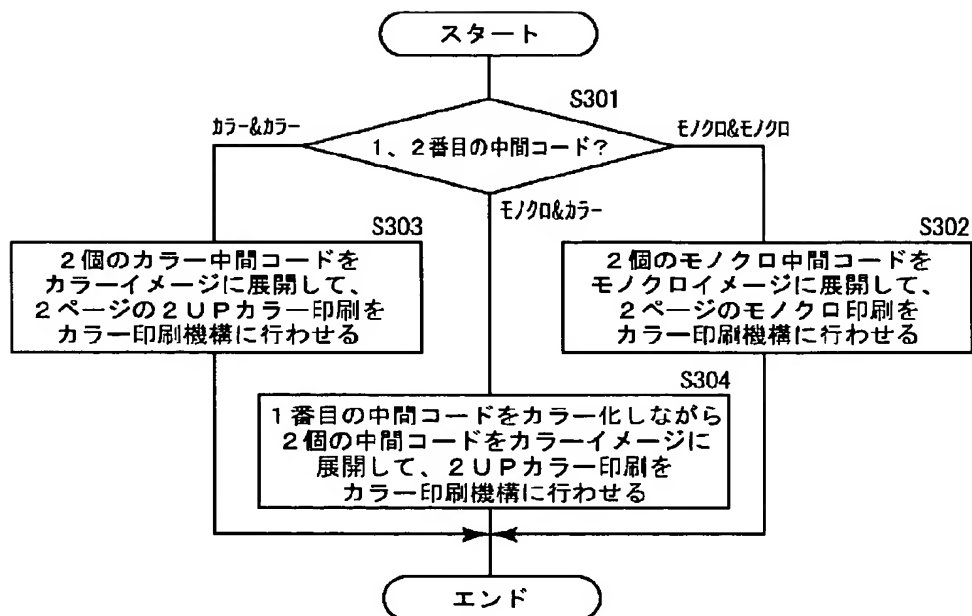 スタート
S301
カラー&カラー
モノクロ&モノクロ
1、2番目の中間コード?
モノクロ&カラー
S303
2個のカラー中間コードを
カラーイメージに展開して、
2ページの2UPカラー印刷を
カラー印刷機構に行わせる
S302
2個のモノクロ中間コードを
モノクロイメージに展開して、
2ページのモノクロ印刷を
カラー印刷機構に行わせる
S304
1番目の中間コードをカラー化しながら
2個の中間コードをカラーイメージに
展開して、2UPカラー印刷を
カラー印刷機構に行わせる
エンド